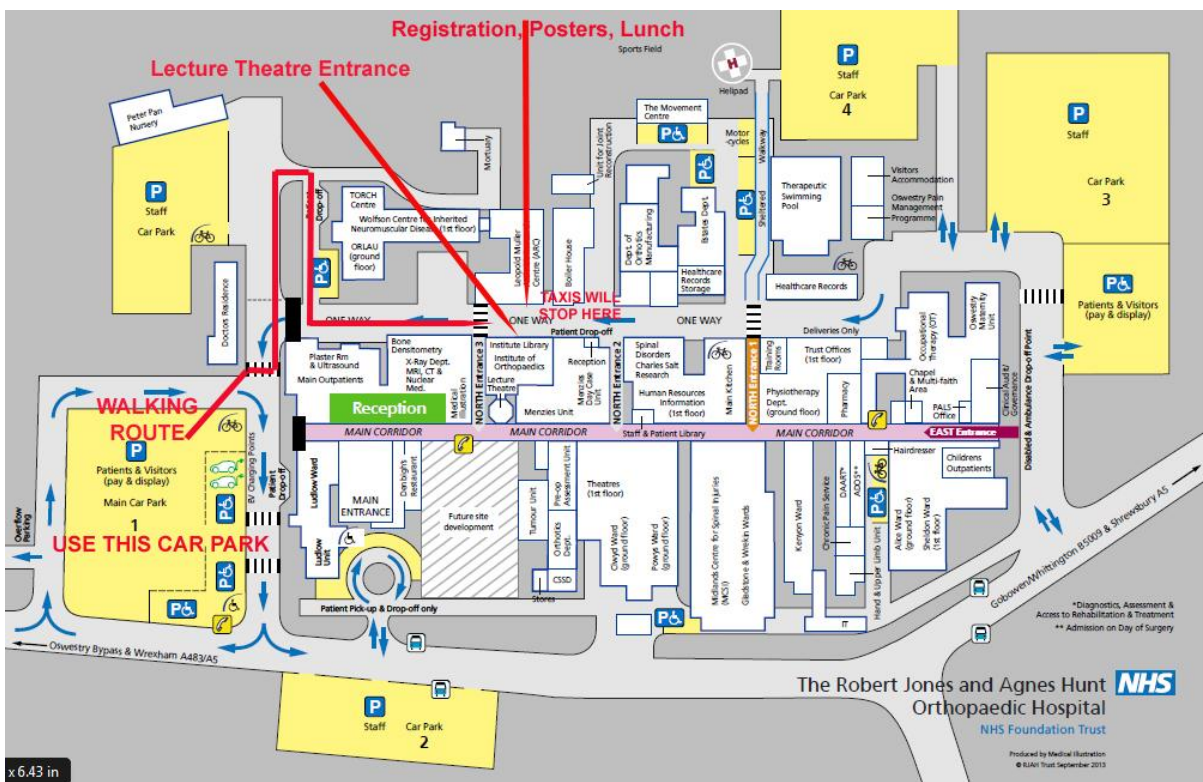 Registration, Posters, Lunch
Sports Field
Lecture Theatre Entrance
Helipad
H
P
Staff
Car Park
4
P
Staff
Car Park
3
Peter Pan
Nursery
P
Staff
Car Park
Mortuary
The Movement
Centre
Motor
-cycles
Walkway
Sheltered
Unit for Joint
Reconstruction
Therapeutic
Swimming
Pool
Visitors
Accommodation
Oswestry Pain
Management
Programme
Drop-off
TORCH
Centre
Wolfson Centre for Inherited
Neuromuscular Disease (1st floor)
ORLAU
(ground
floor)
Leopold Muller
Centre (ARC)
Boiler House
Dept. of
Orthotics
Manufacturing
Estates Dept.
Healthcare
Records
Storage
Healthcare Records
Patients & Visitors
(pay & display)
Doctors Residence
TAXIS WILL
STOP HERE
ONE WAY
ONE WAY
ONE WAY
Patient Drop-off
Deliveries Only
Plaster Rm
& Ultrasound
Main Outpatients
Bone
Densitometry
X-Ray Dept.
MRI, CT &
Nuclear
Med.
Medical
Illustration
NORTH Entrance 3
Institute Library
Institute of
Orthopaedics
Lecture
Theatre
Reception
Menzies
Day Case
Unit
Menzies Unit
NORTH Entrance 2
Spinal
Disorders
Charles Salt
Research
Human Resources
Information
(1st floor)
Main Kitchen
NORTH Entrance 1
Training
Rooms
Trust Offices
(1st floor)
Physiotherapy
Dept.
(ground floor)
Pharmacy
Occupational
Therapy (OT)
Oswestry
Maternity
Unit
Chapel
& Multi-faith
Area
PALS
Office
Clinical Audit/
Governance
Disabled & Ambulance Drop-off Point
Reception
WALKING
ROUTE
MAIN CORRIDOR
MAIN CORRIDOR
Staff & Patient Library
MAIN CORRIDOR
EAST Entrance
P
Patients & Visitors
(pay & display)
Main Car Park
1
USE THIS CAR PARK
EV Charging Points
Patient
Drop-off
Overflow
Parking
Ludlow Ward
Ludlow
Unit
MAIN
ENTRANCE
Denbigh's
Restaurant
Future site
development
Tumour Unit
Pre-op
Assessment Unit
Orthotics
Dept.
CSSD
Stores
Theatres
(1st floor)
Clwyd Ward
(ground floor)
Powys Ward
(ground floor)
Midlands Centre for Spinal Injuries
(MCSI)
Gladstone & Wrekin Wards
Kenyon Ward
Chronic Pain Service
DAART*
ADOS**
Hand & Upper Limb Unit
IT
Hairdresser
Alice Ward
(ground floor)
Sheldon Ward
(1st floor)
Childrens
Outpatients
Patient Pick-up & Drop-off only
Oswestry Bypass & Wrexham A483/A5
Gobowen/Whittington B5009 & Shrewsbury A5
P
Staff
Car Park
2
*Diagnostics, Assessment &
Access to Rehabilitation & Treatment
** Admission on Day of Surgery
The Robert Jones and Agnes Hunt NHS
Orthopaedic Hospital
NHS Foundation Trust
Produced by Medical Illustration
© RJAH Trust September 2013
x 6.43 in